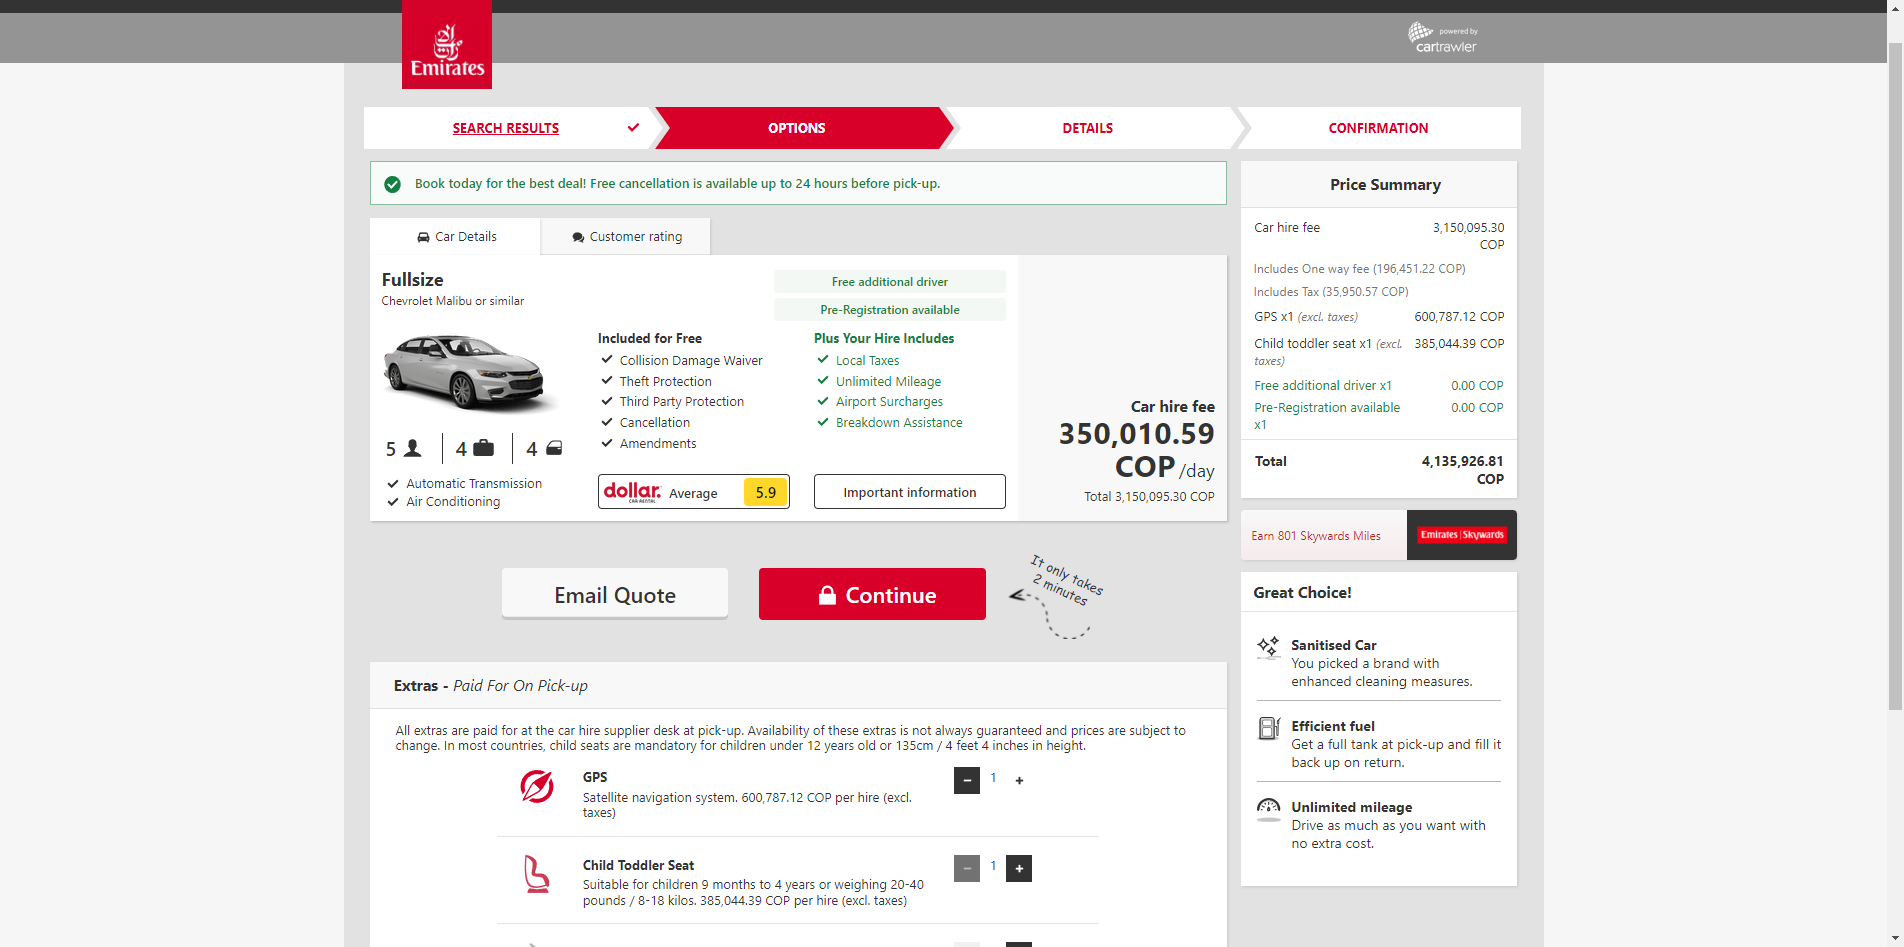 Emirates
powered by
cartrawler
SEARCH RESULTS
OPTIONS
DETAILS
CONFIRMATION
Book today for the best deal! Free cancellation is available up to 24 hours before pick-up.
Car Details
Customer rating
Fullsize
Chevrolet Malibu or similar
Free additional driver
Pre-Registration available
5
4
4
Automatic Transmission
Air Conditioning
Included for Free
Collision Damage Waiver
Theft Protection
Third Party Protection
Cancellation
Amendments
Plus Your Hire Includes
Local Taxes
Unlimited Mileage
Airport Surcharges
Breakdown Assistance
dollar.
CAR RENTAL
Average
5.9
Important information
Car hire fee
350,010.59
COP /day
Total 3,150,095.30 COP
Email Quote
Continue
It only takes
2 minutes
Extras - Paid For On Pick-up
All extras are paid for at the car hire supplier desk at pick-up. Availability of these extras is not always guaranteed and prices are subject to
change. In most countries, child seats are mandatory for children under 12 years old or 135cm / 4 feet 4 inches in height.
GPS
Satellite navigation system. 600,787.12 COP per hire (excl.
taxes)
− 1 +
Child Toddler Seat
Suitable for children 9 months to 4 years or weighing 20-40
pounds / 8-18 kilos. 385,044.39 COP per hire (excl. taxes)
− 1 +
Price Summary
Car hire fee 3,150,095.30
COP
Includes One way fee (196,451.22 COP)
Includes Tax (35,950.57 COP)
GPS x1 (excl. taxes) 600,787.12 COP
Child toddler seat x1 (excl. 385,044.39 COP
taxes)
Free additional driver x1 0.00 COP
Pre-Registration available 0.00 COP
x1
Total 4,135,926.81
COP
Earn 801 Skywards Miles
Emirates | Skywards
Great Choice!
Sanitised Car
You picked a brand with
enhanced cleaning measures.
Efficient fuel
Get a full tank at pick-up and fill it
back up on return.
Unlimited mileage
Drive as much as you want with
no extra cost.